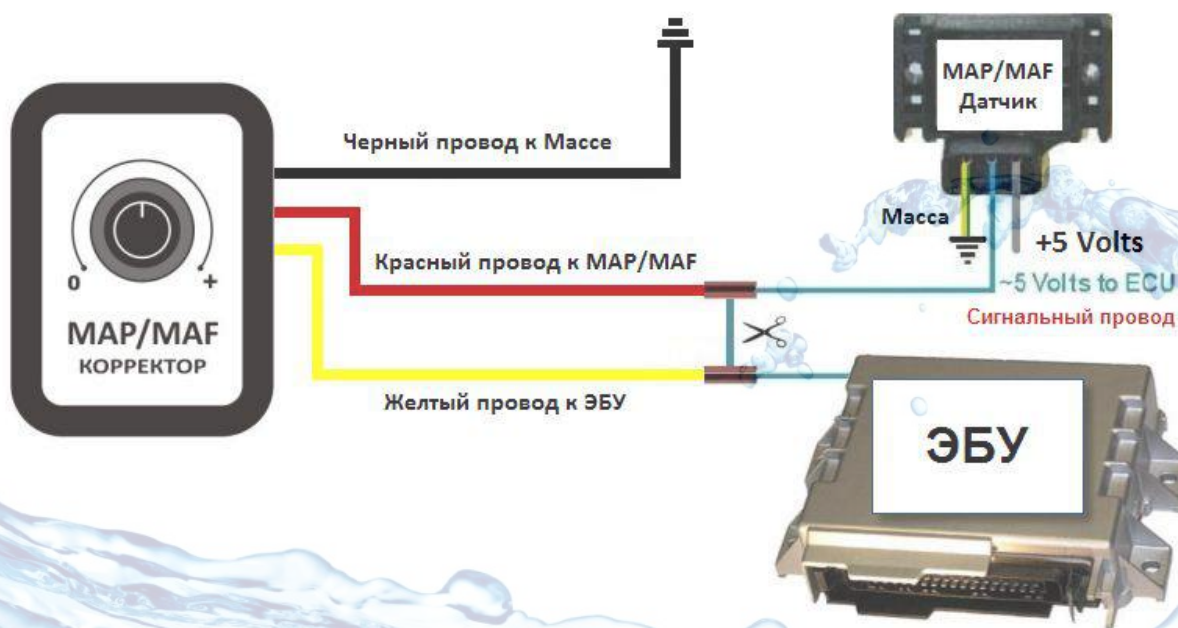 MAP/MAF
Датчик
Черный провод к Массе
Масса
+5 Volts
Красный провод к MAP/MAF
~5 Volts to ECU
Сигнальный провод
0
+
MAP/MAF
КОРРЕКТОР
Желтый провод к ЭБУ
ЭБУ